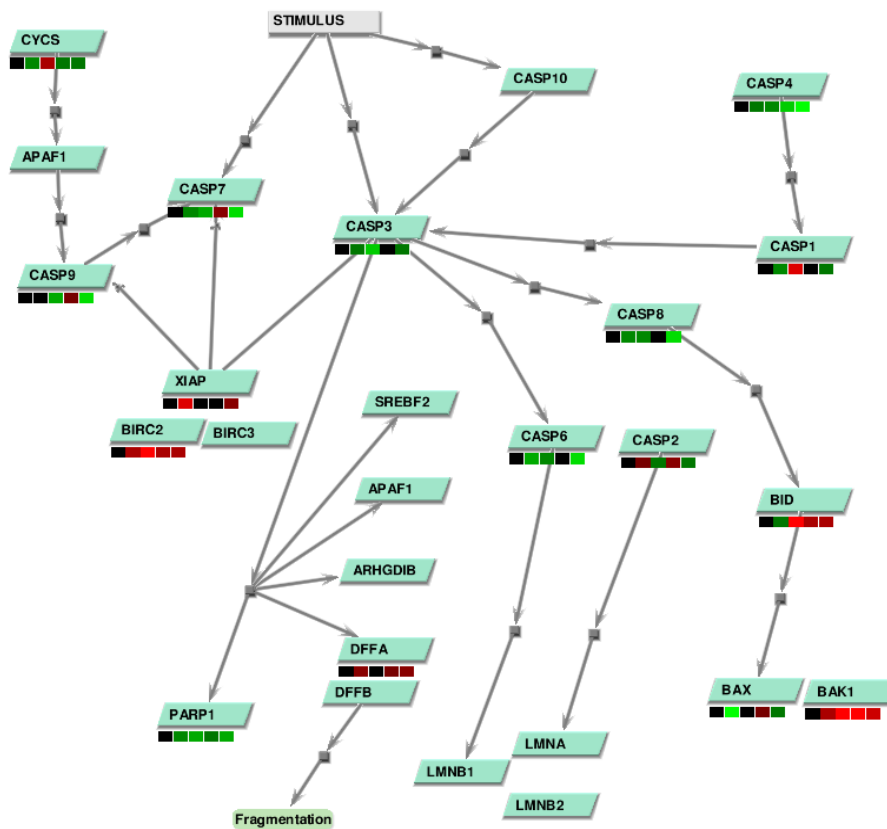 STIMULUS
CYCS
CASP10
CASP4
APAF1
CASP7
CASP3
CASP1
CASP9
CASP8
XIAP
SREBF2
BIRC2
BIRC3
CASP6
CASP2
APAF1
BID
ARHGDIB
DFFA
DFFB
BAX
BAK1
PARP1
LMNA
LMNB1
LMNB2
Fragmentation